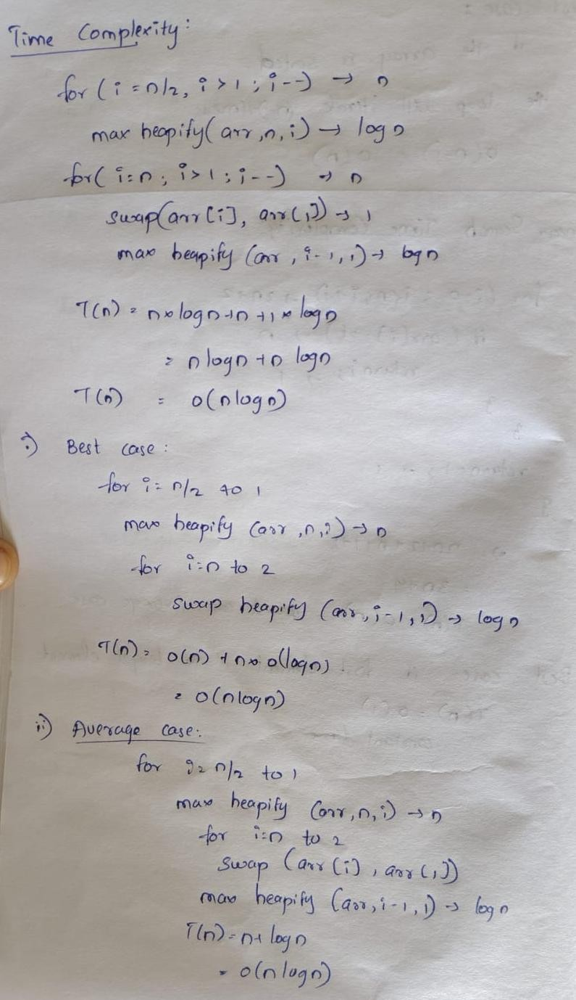 Time Complexity:
for (i = n/2, i > 1 ; i--) → n
max heapify(arr, n, i) → log n
for( i=n ; i>1 ; i--) → n
swap(arr[i], arr[1]) → 1
max heapify (arr, i-1, 1) → log n
T(n) = n * log n + n + 1 * log n
= n log n + n log n
T(n) = O(n log n)
i) Best case :
for i = n/2 to 1
max heapify (arr, n, i) → n
for i=n to 2
swap heapify (arr, i-1, 1) → log n
T(n) = O(n) + n * O(log n)
= O(n log n)
ii) Average case:
for i = n/2 to 1
max heapify (arr, n, i) → n
for i=n to 2
swap (arr[i], arr[1])
max heapify (arr, i-1, 1) → log n
T(n) = n + log n
= O(n log n)